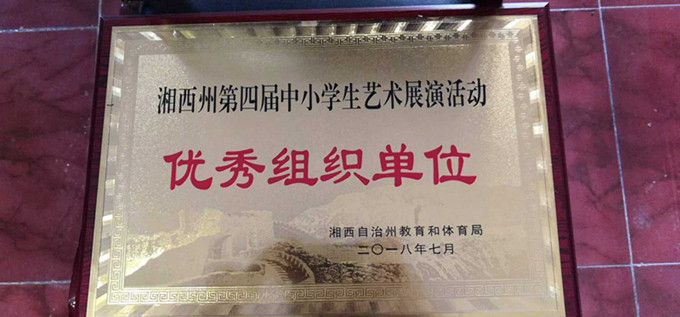 湘西州第四届中小学生艺术展演活动
优秀组织单位
湘西自治州教育和体育局
二〇一八年七月